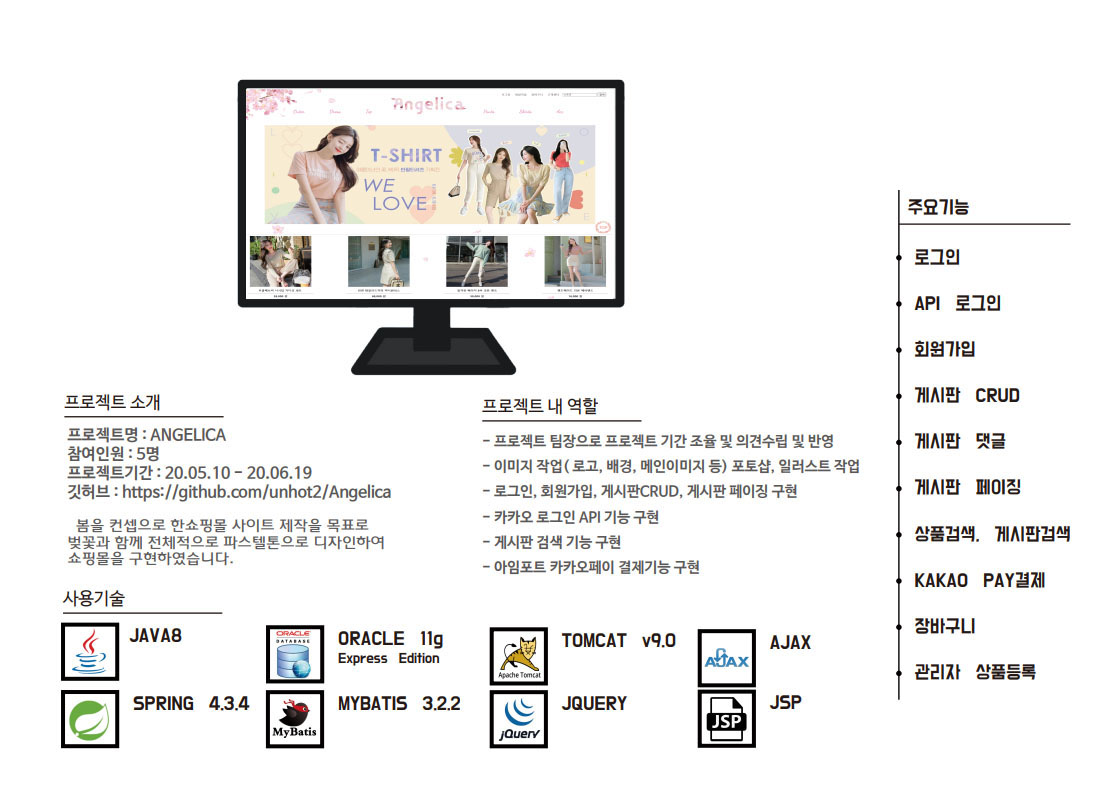 Angelica
T-SHIRT
WE
LOVE
프로젝트 소개
프로젝트명 : ANGELICA
참여인원 : 5명
프로젝트기간 : 20.05.10 - 20.06.19
깃허브 : https://github.com/unhot2/Angelica
봄을 컨셉으로 한쇼핑몰 사이트 제작을 목표로
벚꽃과 함께 전체적으로 파스텔톤으로 디자인하여
쇼핑몰을 구현하였습니다.
프로젝트 내 역할
- 프로젝트 팀장으로 프로젝트 기간 조율 및 의견수립 및 반영
- 이미지 작업( 로고, 배경, 메인이미지 등) 포토샵, 일러스트 작업
- 로그인, 회원가입, 게시판CRUD, 게시판 페이징 구현
- 카카오 로그인 API 기능 구현
- 게시판 검색 기능 구현
- 아임포트 카카오페이 결제기능 구현
사용기술
Java
JAVA8
ORACLE
DATABASE
ORACLE 11g
Express Edition
Apache Tomcat
TOMCAT v9.0
AJAX
AJAX
SPRING 4.3.4
MyBatis
MYBATIS 3.2.2
jQuery
JQUERY
JSP
JSP
주요기능
로그인
API 로그인
회원가입
게시판 CRUD
게시판 댓글
게시판 페이징
상품검색, 게시판검색
KAKAO PAY결제
장바구니
관리자 상품등록